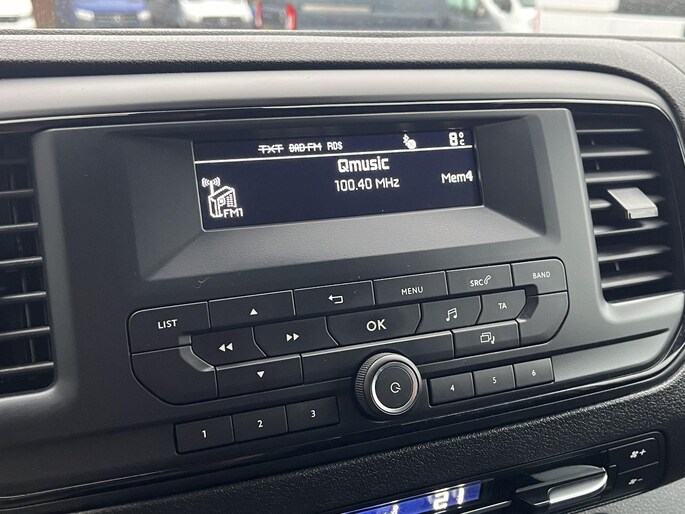 TXT DAB-FM RDS 8°C
Qmusic
100.40 MHz Mem4
FM1
LIST MENU SRC BAND
OK TA
1 2 3 4 5 6
21